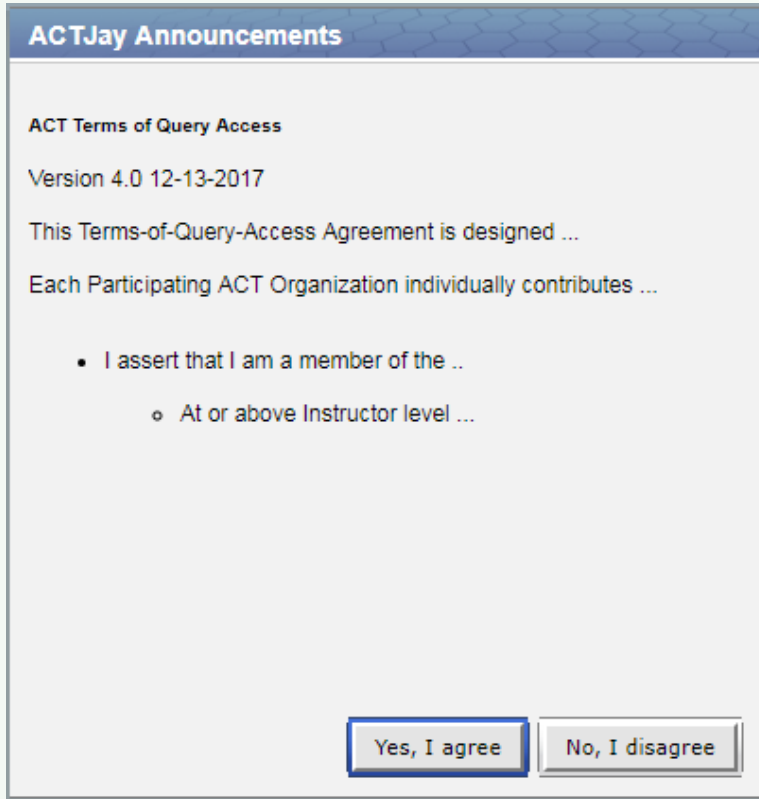 ACTJay Announcements
ACT Terms of Query Access
Version 4.0 12-13-2017
This Terms-of-Query-Access Agreement is designed ...
Each Participating ACT Organization individually contributes ...
• I assert that I am a member of the ..
o At or above Instructor level ...
Yes, I agree
No, I disagree